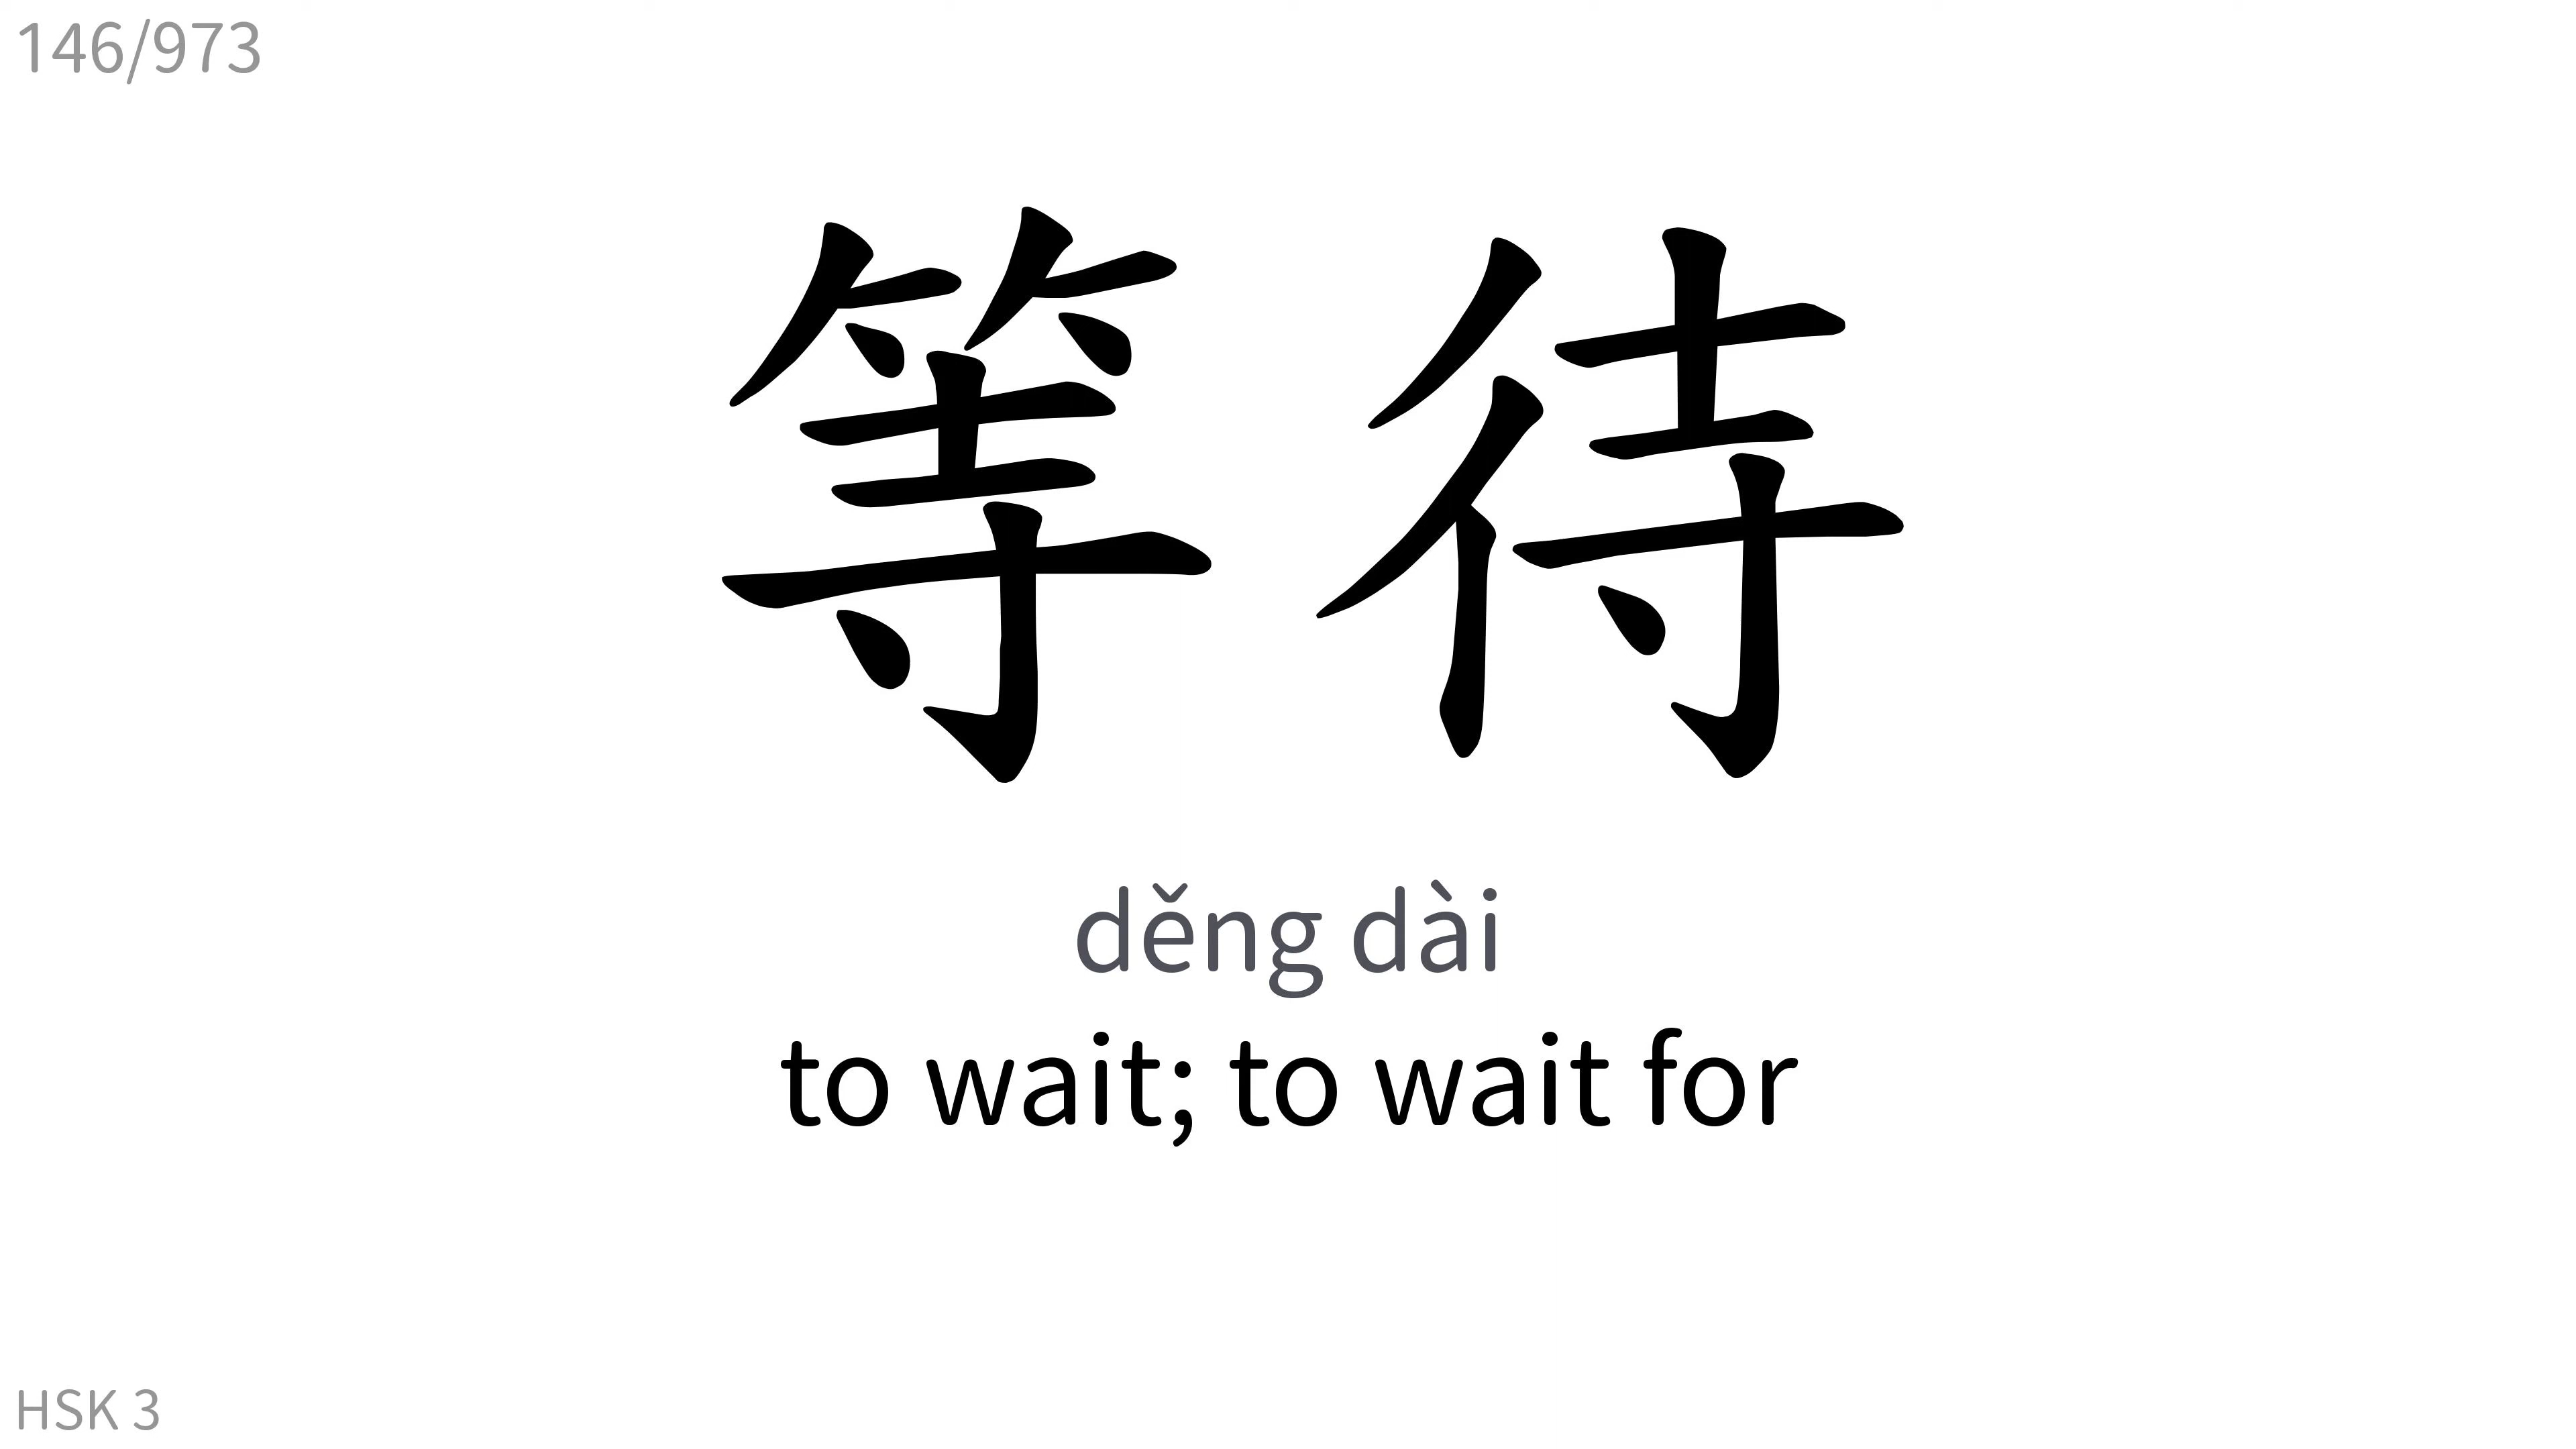 146/973
等待
děng dài
to wait; to wait for
HSK 3